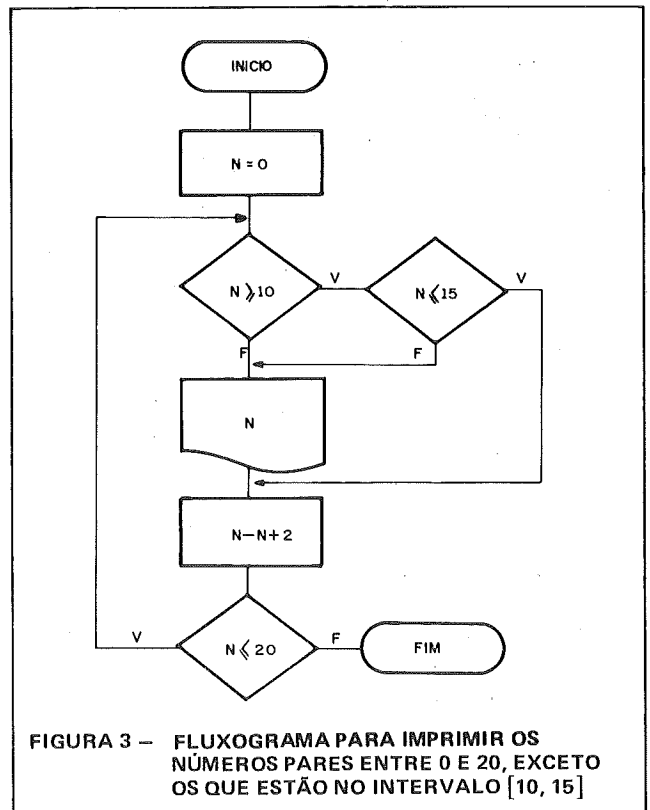 INICIO
N = 0
N ⩾ 10
V
N ⩽ 15
V
F
F
N
N—N+2
V
N ⩽ 20
F
FIM
FIGURA 3 — FLUXOGRAMA PARA IMPRIMIR OS
NÚMEROS PARES ENTRE 0 E 20, EXCETO
OS QUE ESTÃO NO INTERVALO [10, 15]